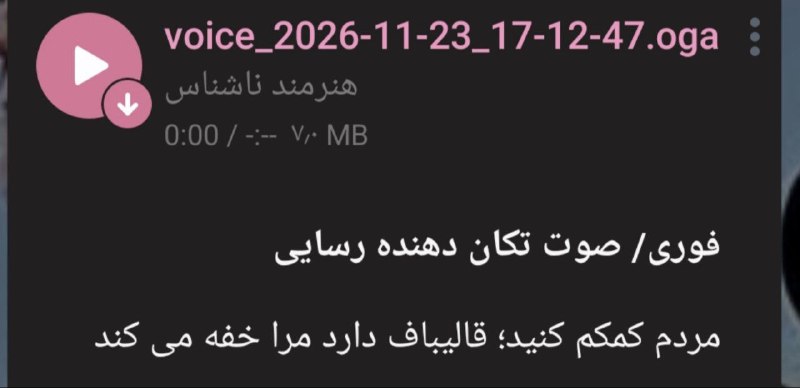 voice_2026-11-23_17-12-47.oga
هنرمند ناشناس
0:00 / -:-- ۷٫۰ MB
فوری/ صوت تکان دهنده رسایی
مردم کمکم کنید؛ قالیباف دارد مرا خفه می کند